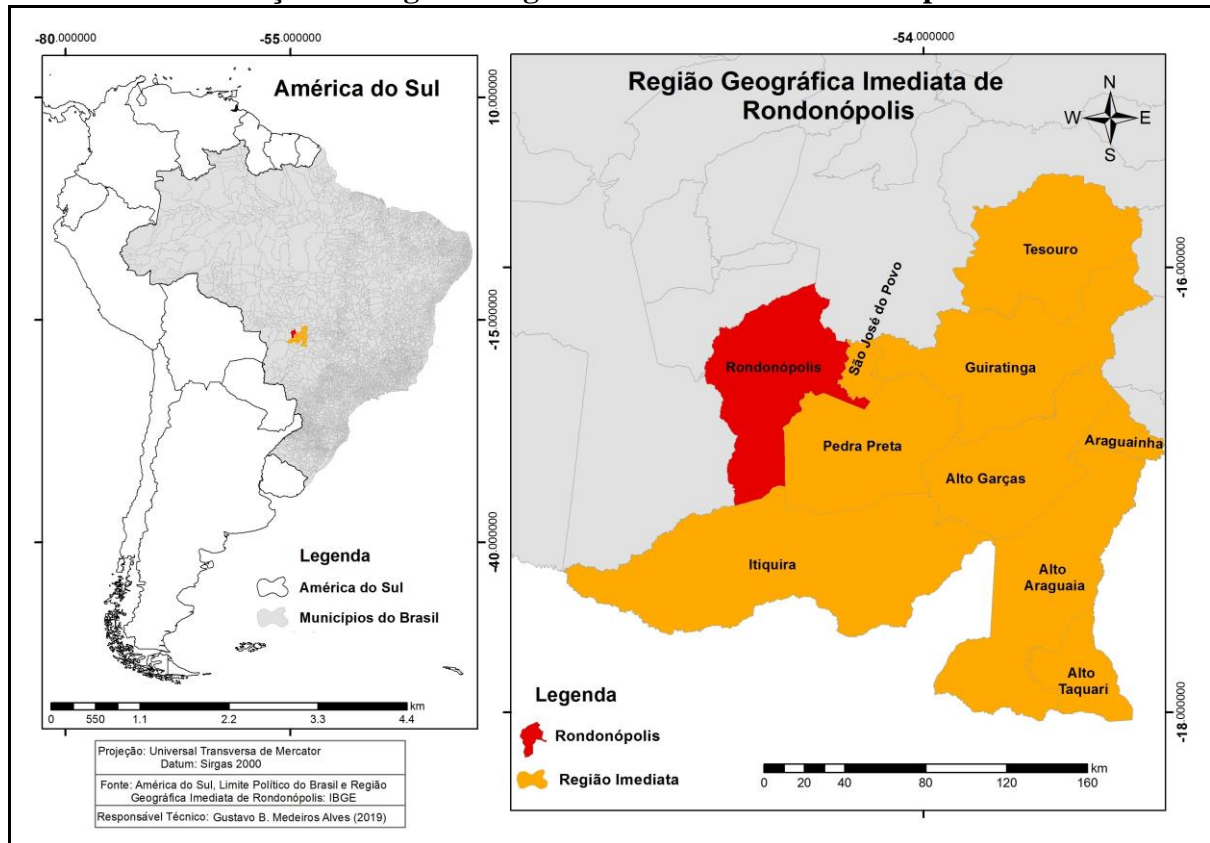 -80.000000
-55.000000
América do Sul
10.000000
-15.000000
-40.000000
Legenda
América do Sul
Municípios do Brasil
km
0 550 1.1 2.2 3.3 4.4
Projeção: Universal Transversa de Mercator
Datum: Sirgas 2000
Fonte: América do Sul, Limite Político do Brasil e Região
Geográfica Imediata de Rondonópolis: IBGE
Responsável Técnico: Gustavo B. Medeiros Alves (2019)
-54.000000
Região Geográfica Imediata de
Rondonópolis
N
W E
S
Tesouro
-16.000000
São José do Povo
Rondonópolis
Guiratinga
Araguainha
Pedra Preta
Alto Garças
Itiquira
Alto
Araguaia
Alto
Taquari
-18.000000
Legenda
Rondonópolis
Região Imediata
km
0 20 40 80 120 160